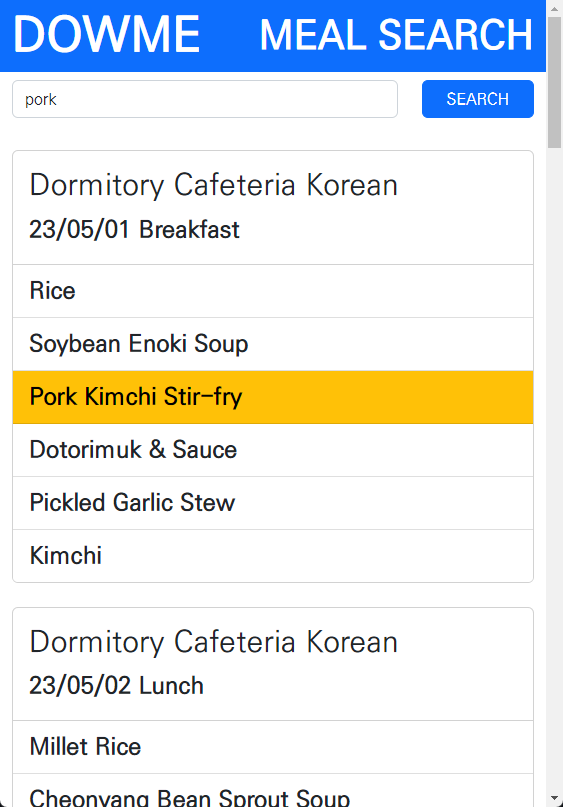 DOWME MEAL SEARCH
pork SEARCH
Dormitory Cafeteria Korean
23/05/01 Breakfast
Rice
Soybean Enoki Soup
Pork Kimchi Stir-fry
Dotorimuk & Sauce
Pickled Garlic Stew
Kimchi
Dormitory Cafeteria Korean
23/05/02 Lunch
Millet Rice
Cheonyang Bean Sprout Soup